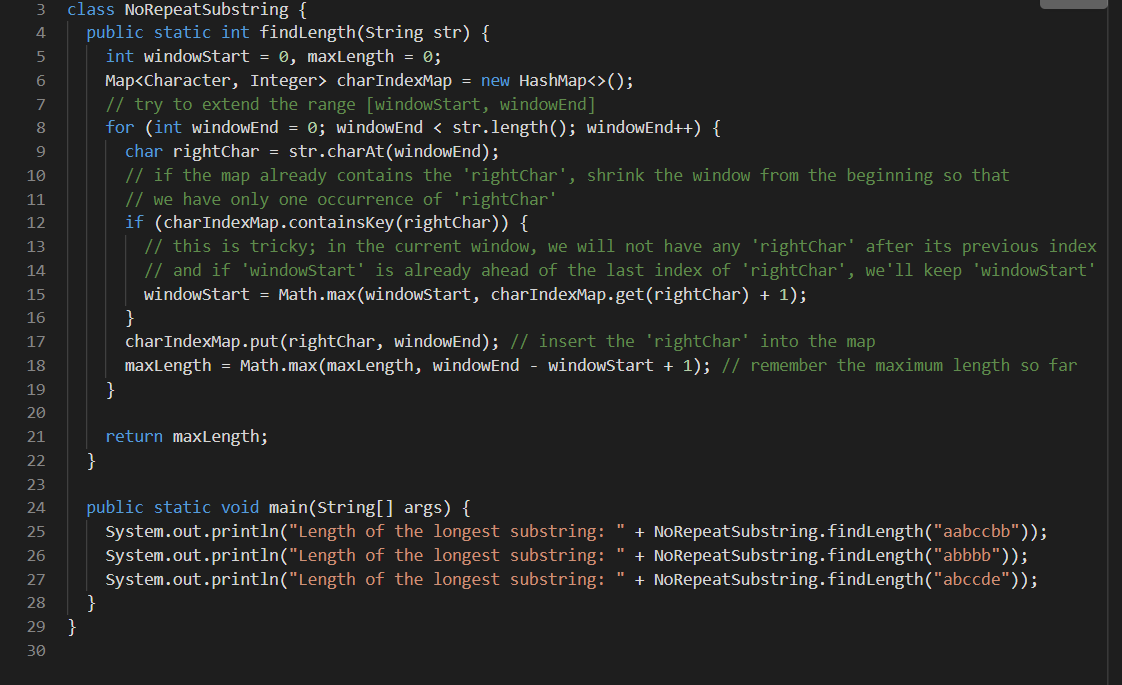 3 class NoRepeatSubstring {
4 public static int findLength(String str) {
5 int windowStart = 0, maxLength = 0;
6 Map<Character, Integer> charIndexMap = new HashMap<>();
7 // try to extend the range [windowStart, windowEnd]
8 for (int windowEnd = 0; windowEnd < str.length(); windowEnd++) {
9 char rightChar = str.charAt(windowEnd);
10 // if the map already contains the 'rightChar', shrink the window from the beginning so that
11 // we have only one occurrence of 'rightChar'
12 if (charIndexMap.containsKey(rightChar)) {
13 // this is tricky; in the current window, we will not have any 'rightChar' after its previous index
14 // and if 'windowStart' is already ahead of the last index of 'rightChar', we'll keep 'windowStart'
15 windowStart = Math.max(windowStart, charIndexMap.get(rightChar) + 1);
16 }
17 charIndexMap.put(rightChar, windowEnd); // insert the 'rightChar' into the map
18 maxLength = Math.max(maxLength, windowEnd - windowStart + 1); // remember the maximum length so far
19 }
20
21 return maxLength;
22 }
23
24 public static void main(String[] args) {
25 System.out.println("Length of the longest substring: " + NoRepeatSubstring.findLength("aabccbb"));
26 System.out.println("Length of the longest substring: " + NoRepeatSubstring.findLength("abbbb"));
27 System.out.println("Length of the longest substring: " + NoRepeatSubstring.findLength("abccde"));
28 }
29 }
30